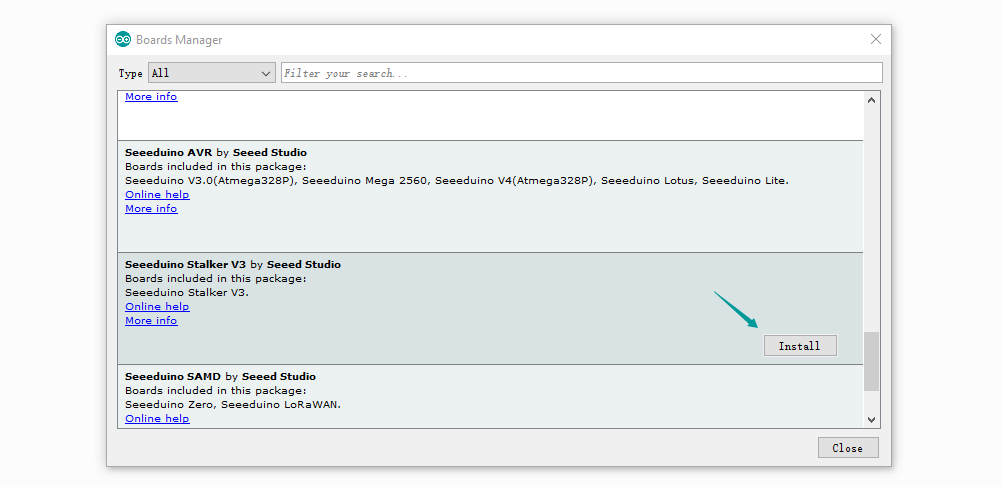 Boards Manager
Type All Filter your search...
More info
Seeeduino AVR by Seeed Studio
Boards included in this package:
Seeeduino V3.0(Atmega328P), Seeeduino Mega 2560, Seeeduino V4(Atmega328P), Seeeduino Lotus, Seeeduino Lite.
Online help
More info
Seeeduino Stalker V3 by Seeed Studio
Boards included in this package:
Seeeduino Stalker V3.
Online help
More info
Install
Seeeduino SAMD by Seeed Studio
Boards included in this package:
Seeeduino Zero, Seeeduino LoRaWAN.
Online help
Close